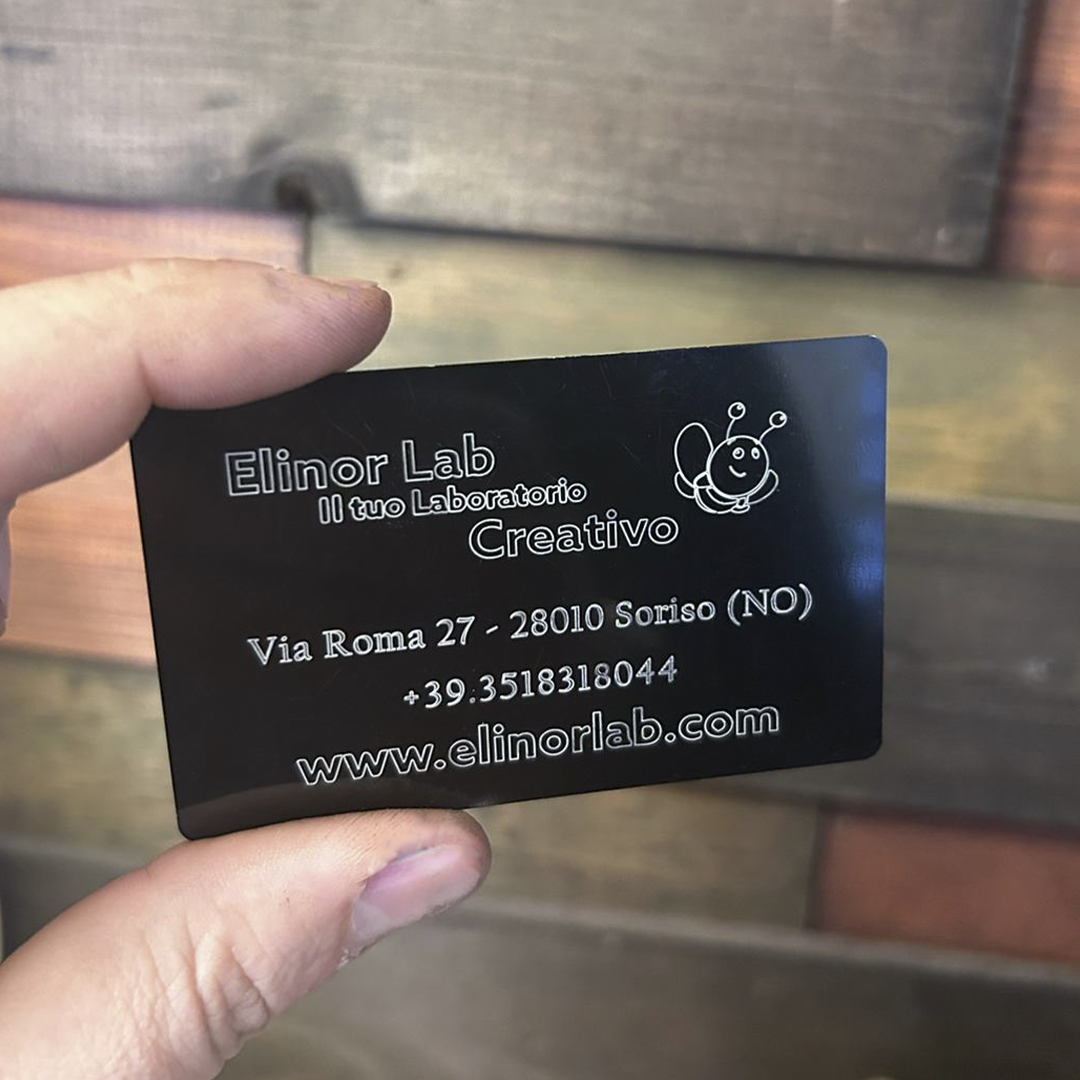 Elinor Lab
Il tuo Laboratorio
Creativo
Via Roma 27 - 28010 Soriso (NO)
+39.3518318044
www.elinorlab.com